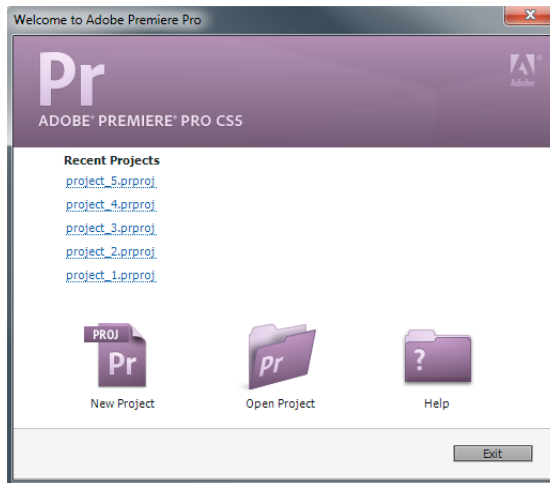 Welcome to Adobe Premiere Pro
Pr
Adobe
ADOBE® PREMIERE® PRO CS5
Recent Projects
project_5.prproj
project_4.prproj
project_3.prproj
project_2.prproj
project_1.prproj
PROJ
Pr
Pr
?
New Project
Open Project
Help
Exit